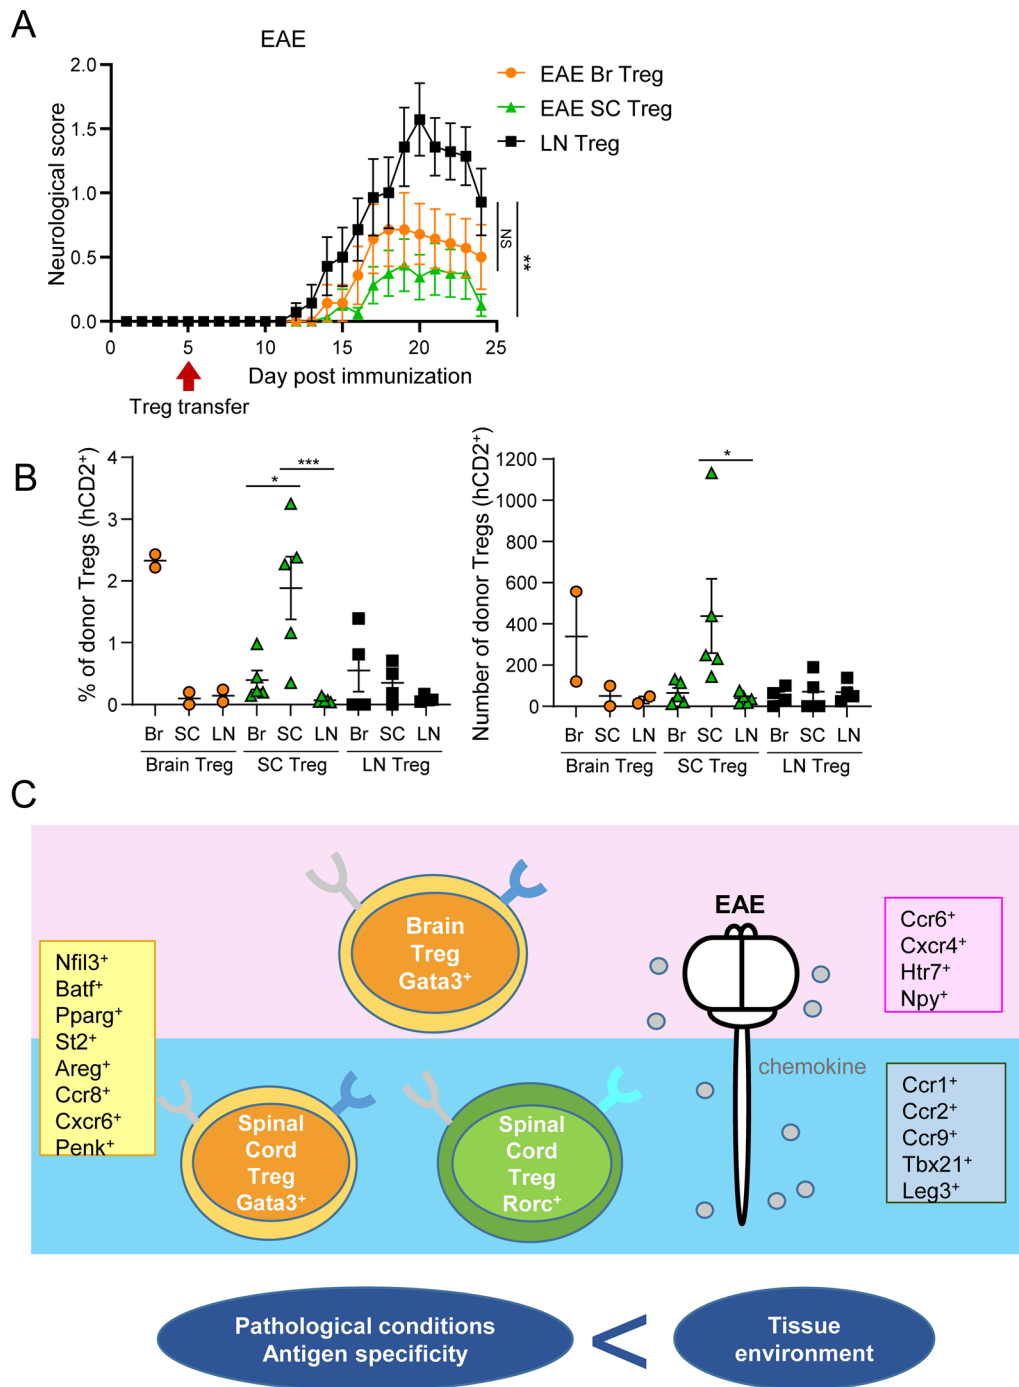 A
EAE
2.0
1.5
1.0
0.5
0.0
Neurological score
0
5
10
15
20
25
Day post immunization
Treg transfer
EAE Br Treg
EAE SC Treg
LN Treg
NS
**
B
% of donor Tregs (hCD2⁺)
4
3
2
1
0
*
***
Br SC LN Br SC LN Br SC LN
Brain Treg SC Treg LN Treg
Number of donor Tregs (hCD2⁺)
1200
1000
800
600
400
200
0
*
Br SC LN Br SC LN Br SC LN
Brain Treg SC Treg LN Treg
C
Nfil3⁺
Batf⁺
Pparg⁺
St2⁺
Areg⁺
Ccr8⁺
Cxcr6⁺
Penk⁺
Brain
Treg
Gata3⁺
Spinal
Cord
Treg
Gata3⁺
Spinal
Cord
Treg
Rorc⁺
EAE
chemokine
Ccr6⁺
Cxcr4⁺
Htr7⁺
Npy⁺
Ccr1⁺
Ccr2⁺
Ccr9⁺
Tbx21⁺
Leg3⁺
Pathological conditions
Antigen specificity
<
Tissue
environment